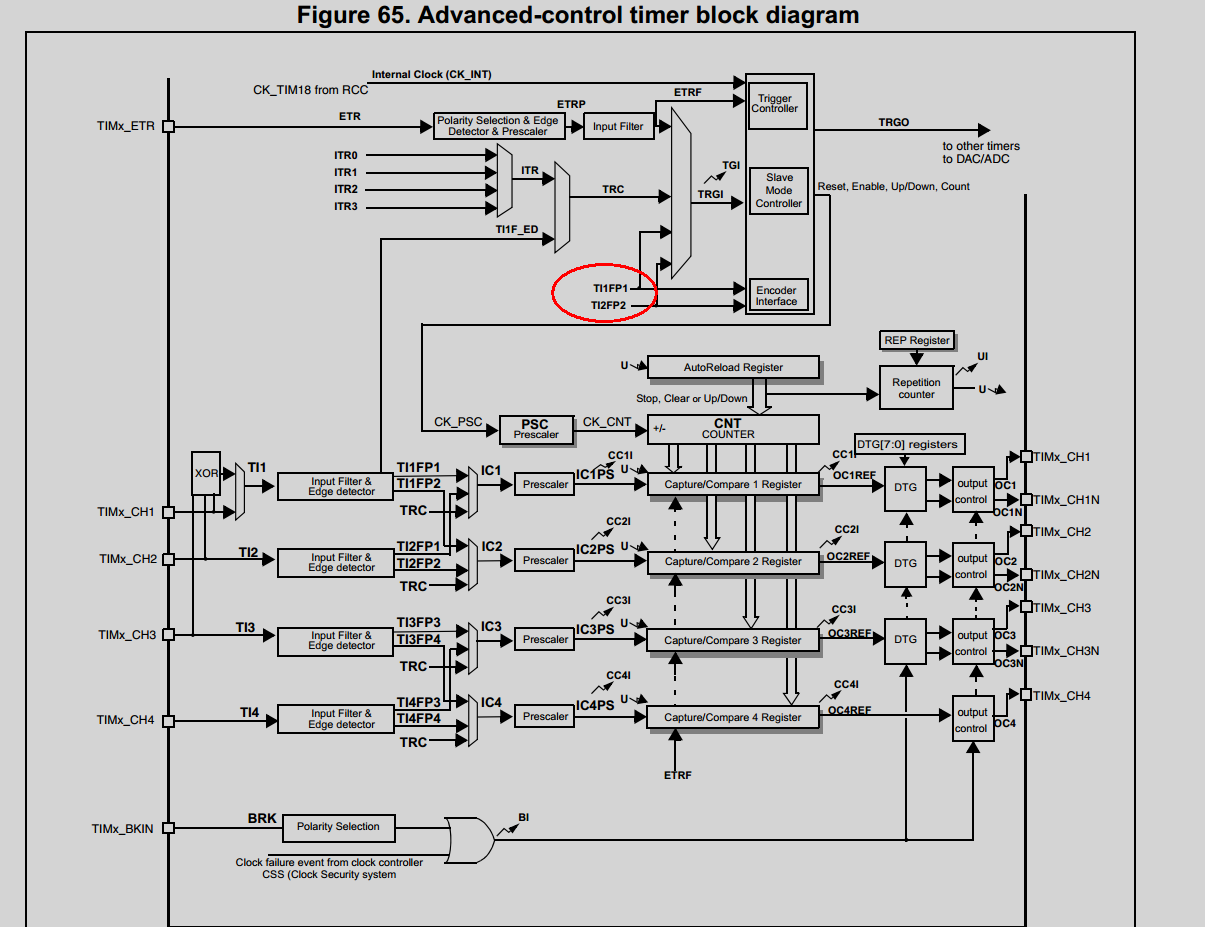 Figure 65. Advanced-control timer block diagram
Internal Clock (CK_INT)
CK_TIM18 from RCC
ETRF
Trigger
Controller
TIMx_ETR
ETR
Polarity Selection & Edge
Detector & Prescaler
ETRP
Input Filter
TRGO
to other timers
to DAC/ADC
ITR0
ITR1
ITR2
ITR3
ITR
TRC
TGI
TRGI
Slave
Mode
Controller
Reset, Enable, Up/Down, Count
TI1F_ED
TI1FP1
TI2FP2
Encoder
Interface
REP Register
UI
U
AutoReload Register
Repetition
counter
U
Stop, Clear or Up/Down
CK_PSC
PSC
Prescaler
CK_CNT
+/-
CNT
COUNTER
DTG[7:0] registers
XOR
TI1
Input Filter &
Edge detector
TI1FP1
TI1FP2
TRC
IC1
Prescaler
IC1PS
CC1I
U
Capture/Compare 1 Register
CC1I
OC1REF
DTG
output
control
OC1
OC1N
TIMx_CH1
TIMx_CH1N
TIMx_CH1
TIMx_CH2
TI2
Input Filter &
Edge detector
TI2FP1
TI2FP2
TRC
IC2
Prescaler
IC2PS
CC2I
U
Capture/Compare 2 Register
CC2I
OC2REF
DTG
output
control
OC2
OC2N
TIMx_CH2
TIMx_CH2N
TIMx_CH3
TI3
Input Filter &
Edge detector
TI3FP3
TI3FP4
TRC
IC3
Prescaler
IC3PS
CC3I
U
Capture/Compare 3 Register
CC3I
OC3REF
DTG
output
control
OC3
OC3N
TIMx_CH3
TIMx_CH3N
TIMx_CH4
TI4
Input Filter &
Edge detector
TI4FP3
TI4FP4
TRC
IC4
Prescaler
IC4PS
CC4I
U
Capture/Compare 4 Register
CC4I
OC4REF
output
control
OC4
TIMx_CH4
ETRF
TIMx_BKIN
BRK
Polarity Selection
BI
Clock failure event from clock controller
CSS (Clock Security system